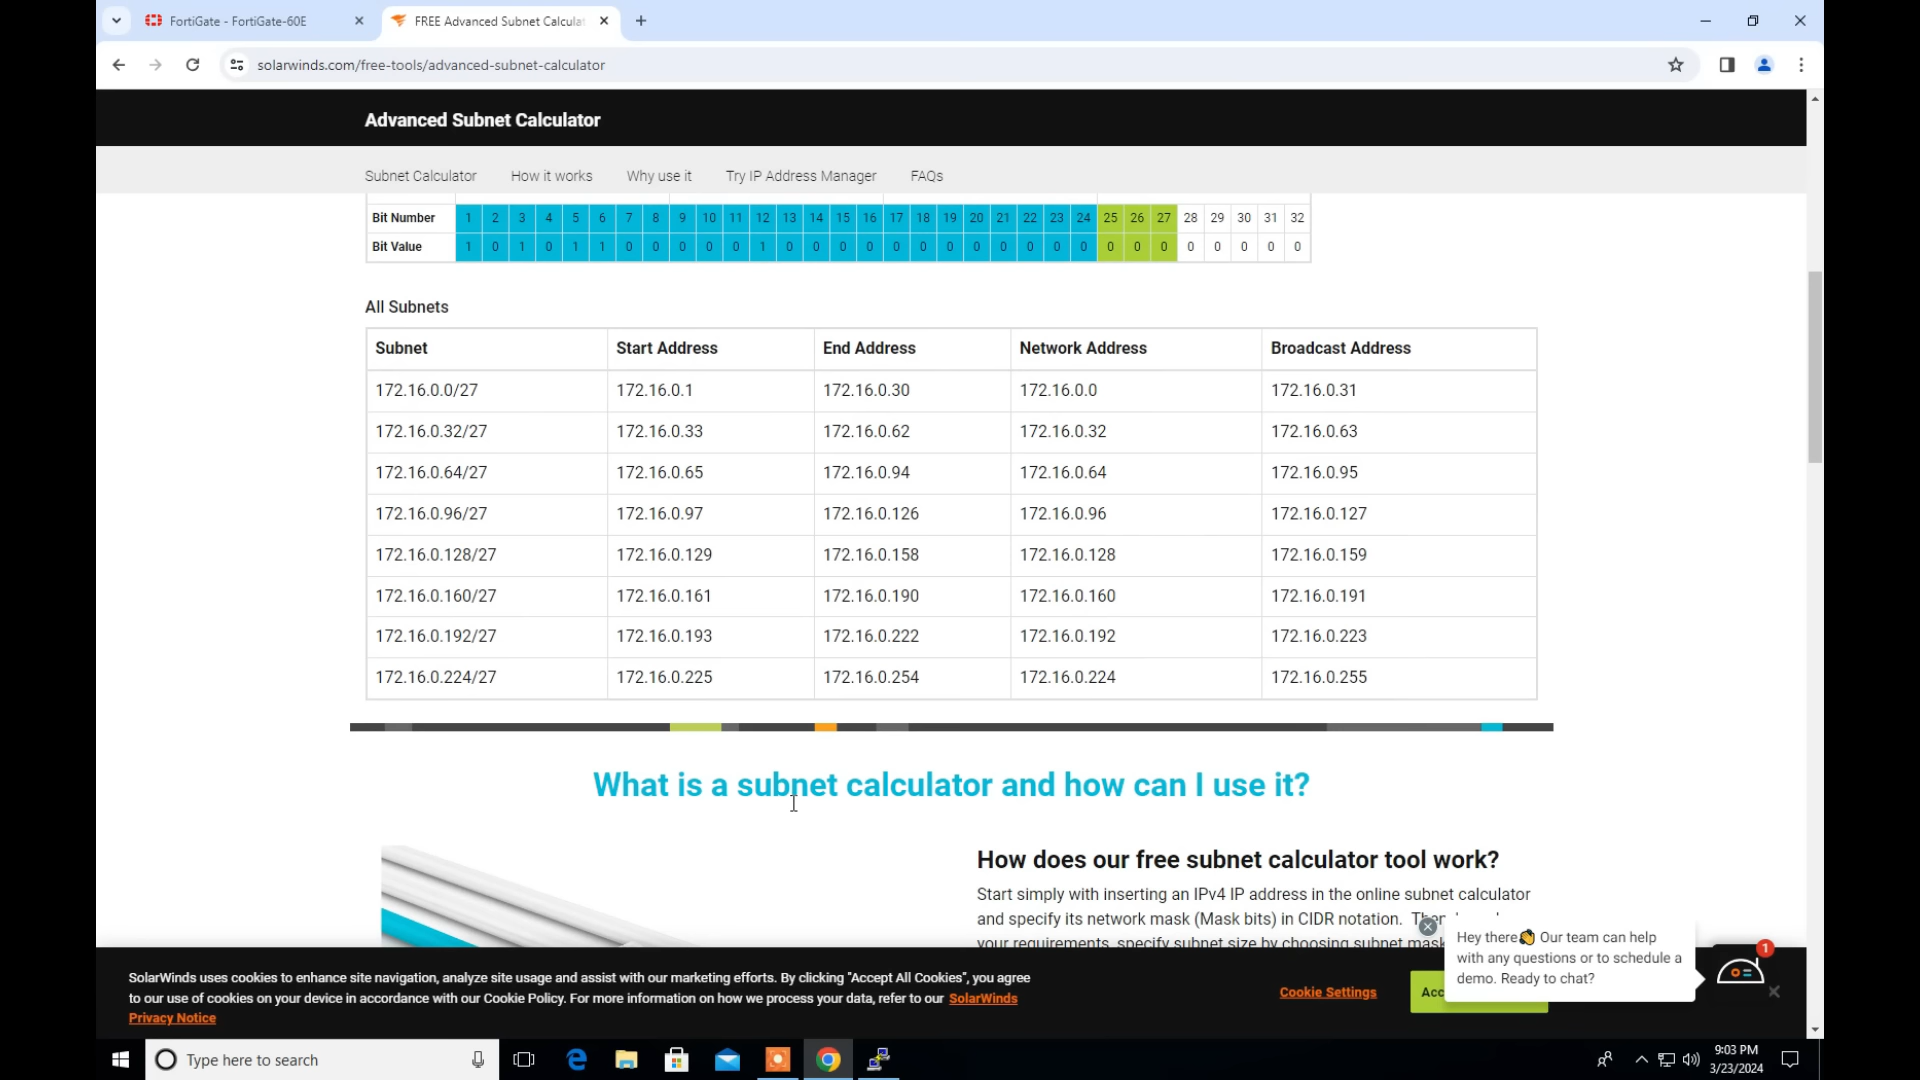 FortiGate - FortiGate-60E
FREE Advanced Subnet Calculat
solarwinds.com/free-tools/advanced-subnet-calculator
Advanced Subnet Calculator
Subnet Calculator How it works Why use it Try IP Address Manager FAQs
Bit Number 1 2 3 4 5 6 7 8 9 10 11 12 13 14 15 16 17 18 19 20 21 22 23 24 25 26 27 28 29 30 31 32
Bit Value 1 0 1 0 1 1 0 0 0 0 0 1 0 0 0 0 0 0 0 0 0 0 0 0 0 0 0 0 0 0 0 0
All Subnets
Subnet Start Address End Address Network Address Broadcast Address
172.16.0.0/27 172.16.0.1 172.16.0.30 172.16.0.0 172.16.0.31
172.16.0.32/27 172.16.0.33 172.16.0.62 172.16.0.32 172.16.0.63
172.16.0.64/27 172.16.0.65 172.16.0.94 172.16.0.64 172.16.0.95
172.16.0.96/27 172.16.0.97 172.16.0.126 172.16.0.96 172.16.0.127
172.16.0.128/27 172.16.0.129 172.16.0.158 172.16.0.128 172.16.0.159
172.16.0.160/27 172.16.0.161 172.16.0.190 172.16.0.160 172.16.0.191
172.16.0.192/27 172.16.0.193 172.16.0.222 172.16.0.192 172.16.0.223
172.16.0.224/27 172.16.0.225 172.16.0.254 172.16.0.224 172.16.0.255
What is a subnet calculator and how can I use it?
How does our free subnet calculator tool work?
Start simply with inserting an IPv4 IP address in the online subnet calculator
and specify its network mask (Mask bits) in CIDR notation.
your requirements, specify subnet size by choosing subnet mask
Hey there👏 Our team can help
with any questions or to schedule a
demo. Ready to chat?
1
SolarWinds uses cookies to enhance site navigation, analyze site usage and assist with our marketing efforts. By clicking "Accept All Cookies", you agree
to our use of cookies on your device in accordance with our Cookie Policy. For more information on how we process your data, refer to our SolarWinds
Privacy Notice
Cookie Settings
Acc
Type here to search
9:03 PM
3/23/2024